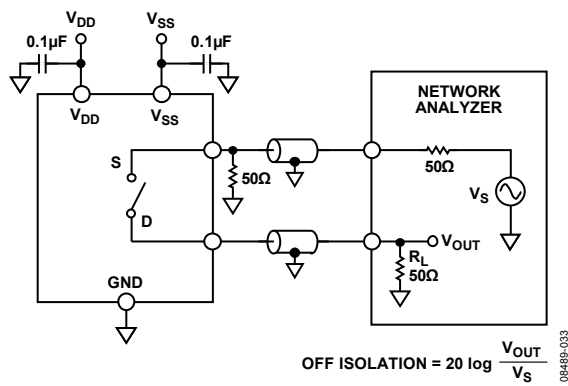 VDD
VSS
0.1µF
0.1µF
VDD
VSS
NETWORK
ANALYZER
S
50Ω
50Ω
VS
D
VOUT
RL
50Ω
GND
OFF ISOLATION = 20 log VOUT
VS
08489-033